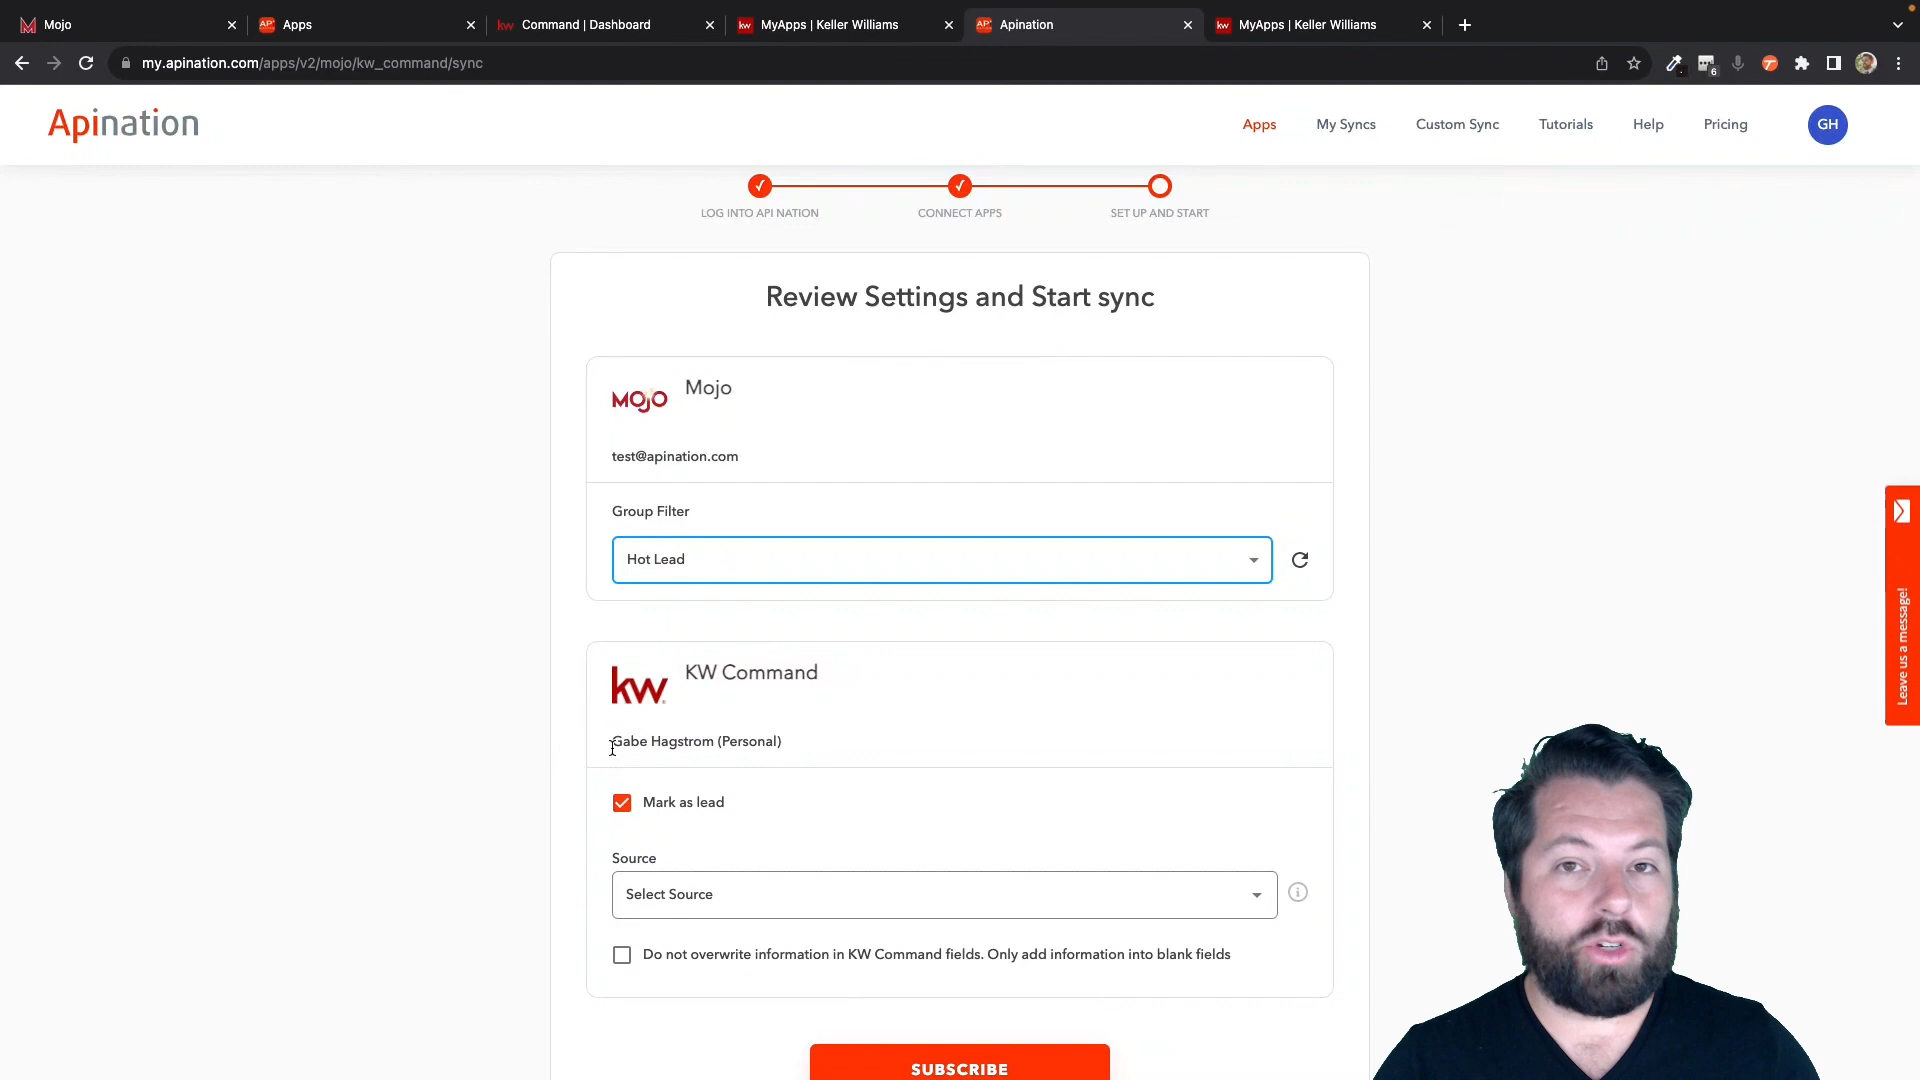 Mojo
Apps
Command | Dashboard
MyApps | Keller Williams
Apination
MyApps | Keller Williams
my.apination.com/apps/v2/mojo/kw_command/sync
6
Apination
Apps
My Syncs
Custom Sync
Tutorials
Help
Pricing
GH
LOG INTO API NATION
CONNECT APPS
SET UP AND START
Review Settings and Start sync
MOJO
Mojo
test@apination.com
Group Filter
Hot Lead
kw
KW Command
Gabe Hagstrom (Personal)
Mark as lead
Source
Select Source
Do not overwrite information in KW Command fields. Only add information into blank fields
SUBSCRIBE
Leave us a message!